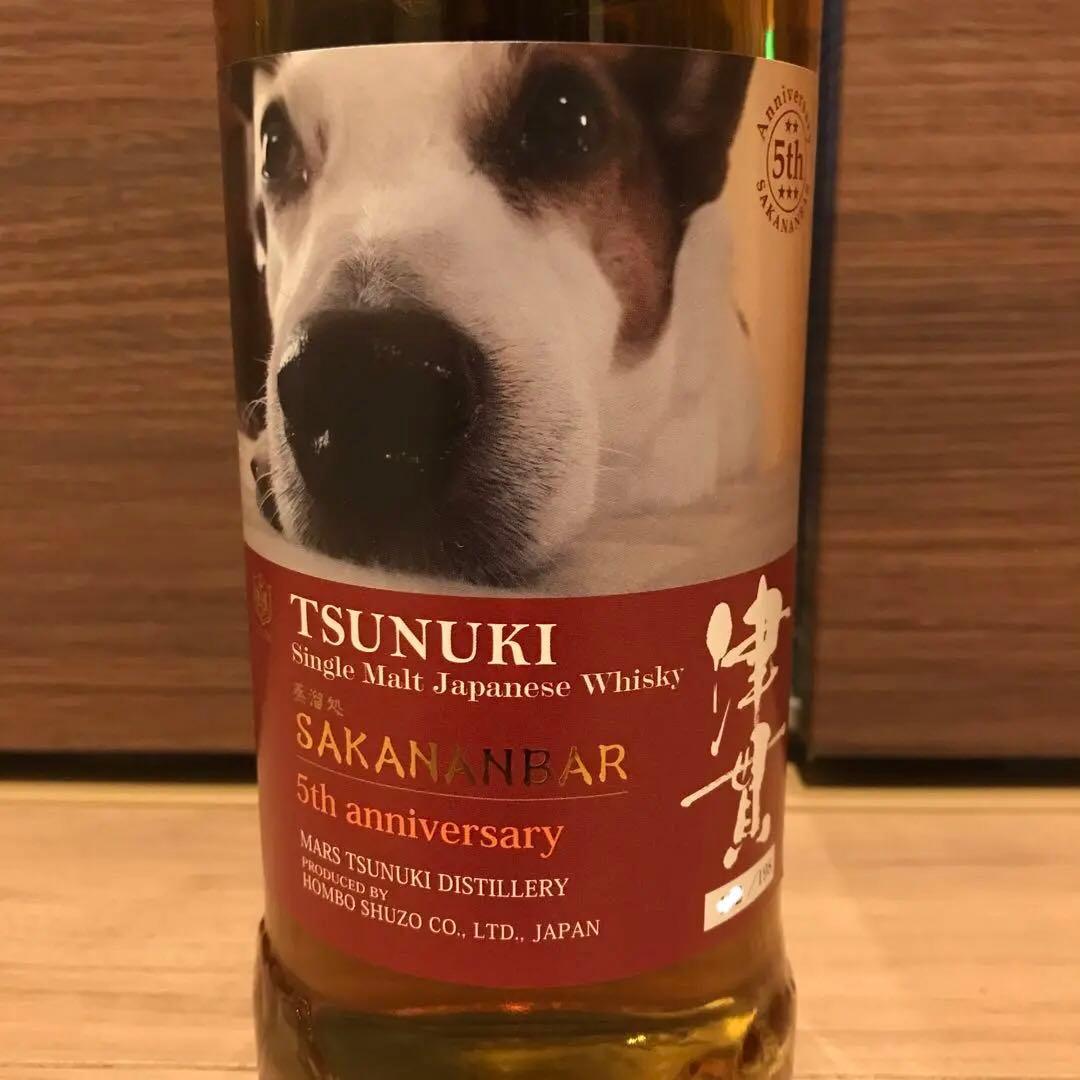 Anniversary
5th
SAKANANBAR
TSUNUKI
Single Malt Japanese Whisky
蒸溜処
SAKANANBAR
5th anniversary
MARS TSUNUKI DISTILLERY
PRODUCED BY
HOMBO SHUZO CO., LTD., JAPAN
津貫
/198